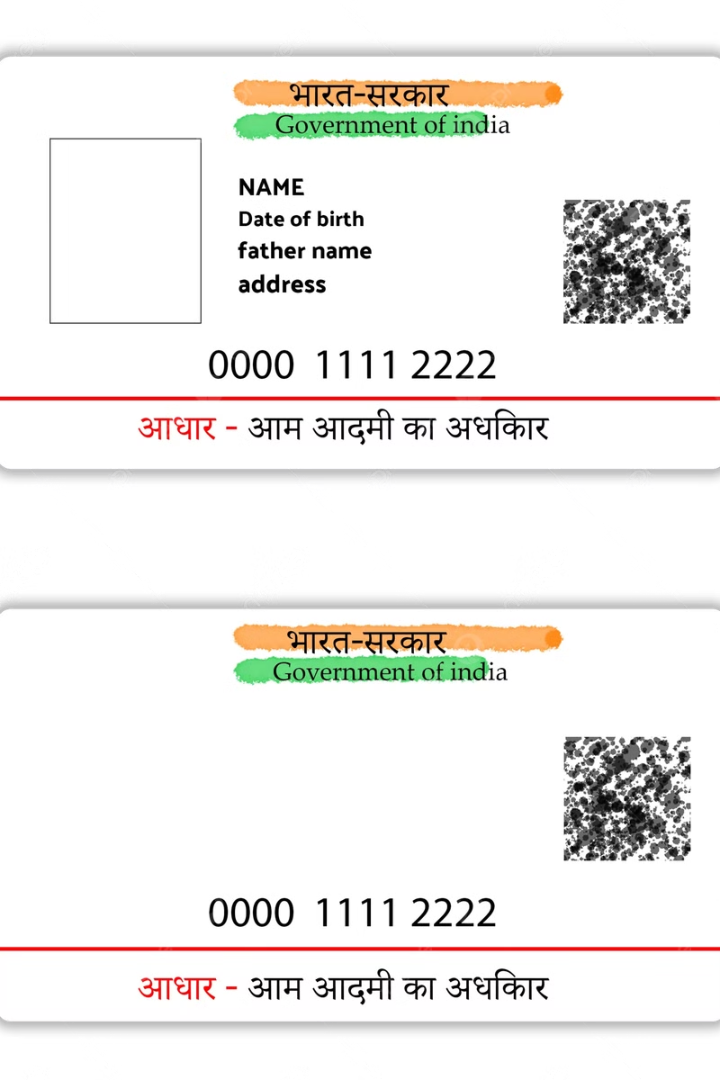 भारत-सरकार
Government of india
NAME
Date of birth
father name
address
0000 1111 2222
आधार - आम आदमी का अधकिार
भारत-सरकार
Government of india
0000 1111 2222
आधार - आम आदमी का अधकिार